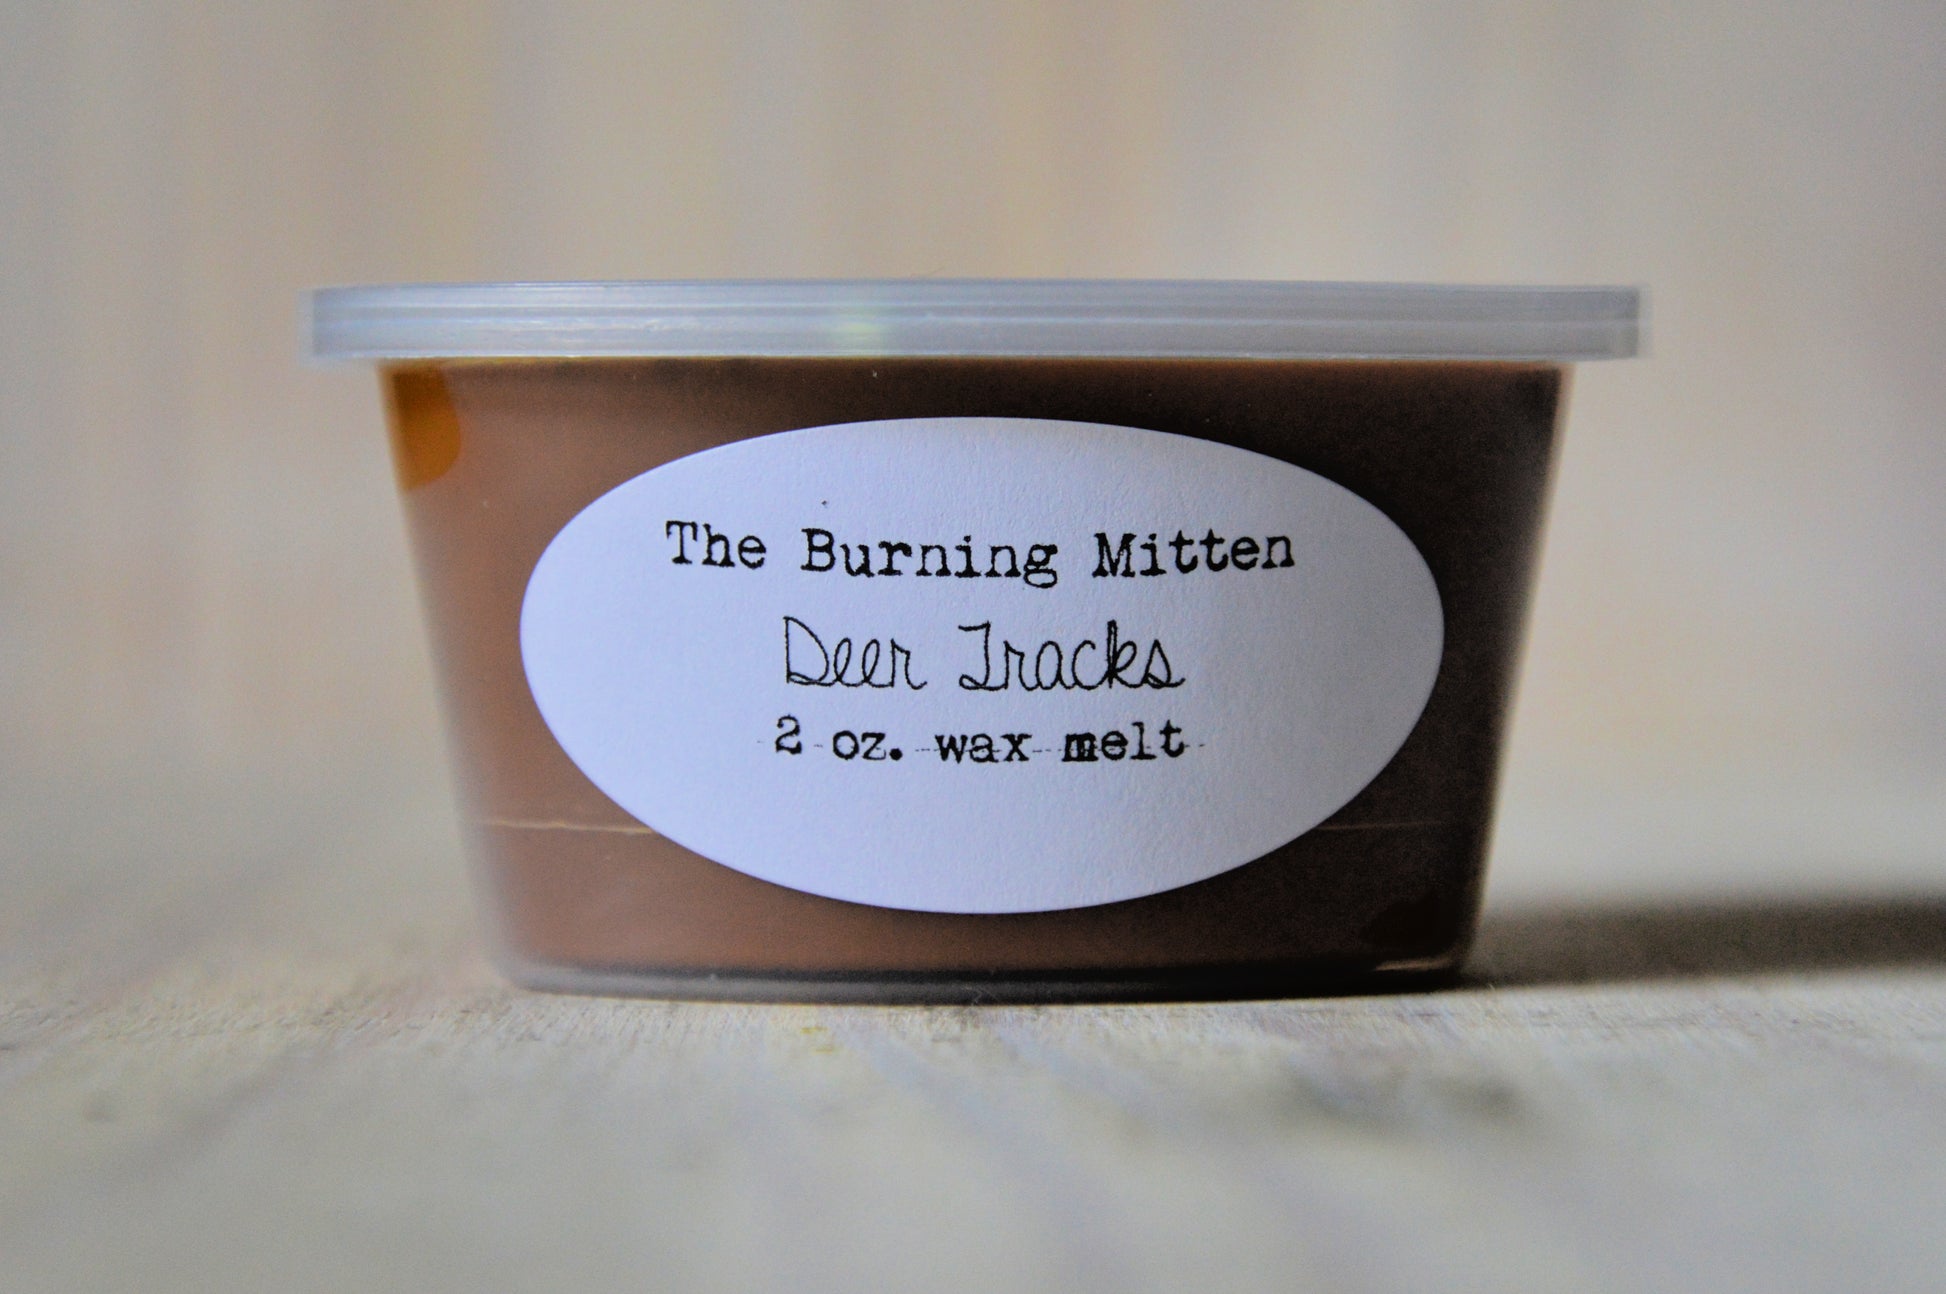 The Burning Mitten
Deer Tracks
2 oz. wax melt